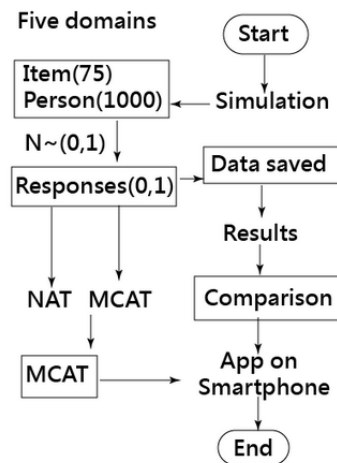 Five domains
Start
Item(75)
Person(1000)
Simulation
N~(0,1)
Responses(0,1)
Data saved
Results
NAT MCAT
Comparison
MCAT
App on
Smartphone
End